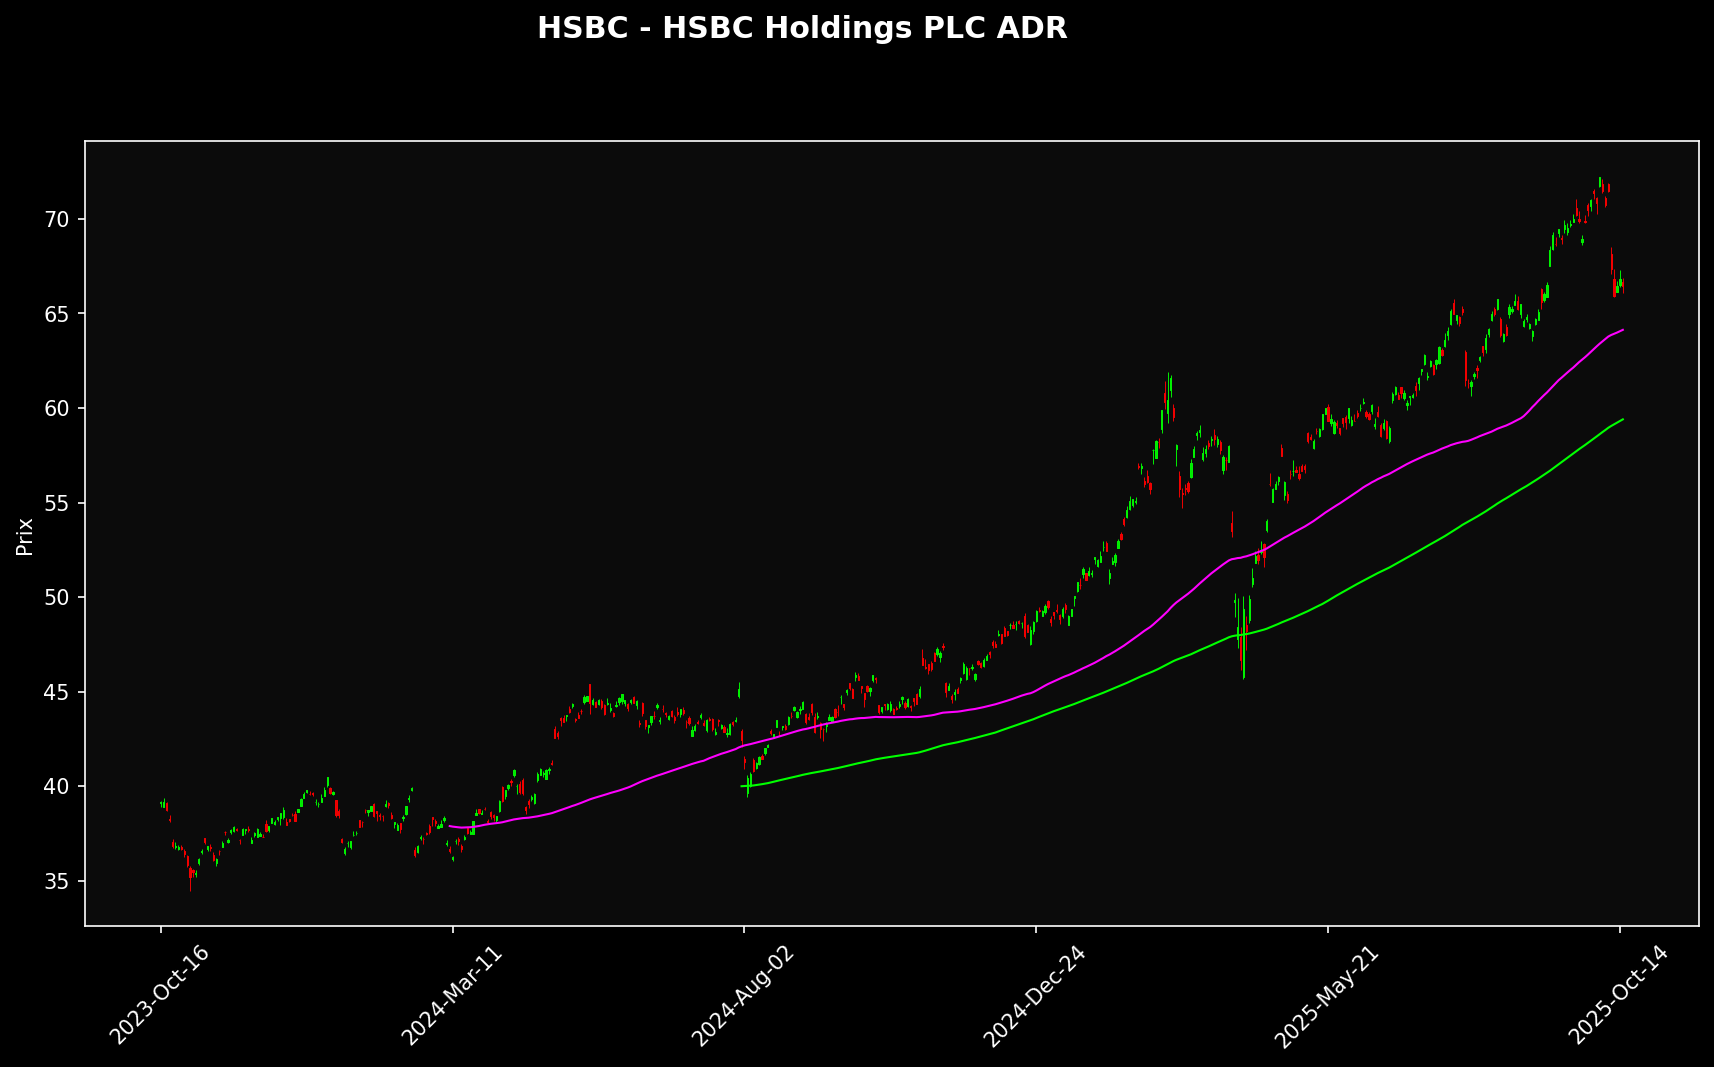 HSBC - HSBC Holdings PLC ADR
Prix
70
65
60
55
50
45
40
35
2023-Oct-16
2024-Mar-11
2024-Aug-02
2024-Dec-24
2025-May-21
2025-Oct-14